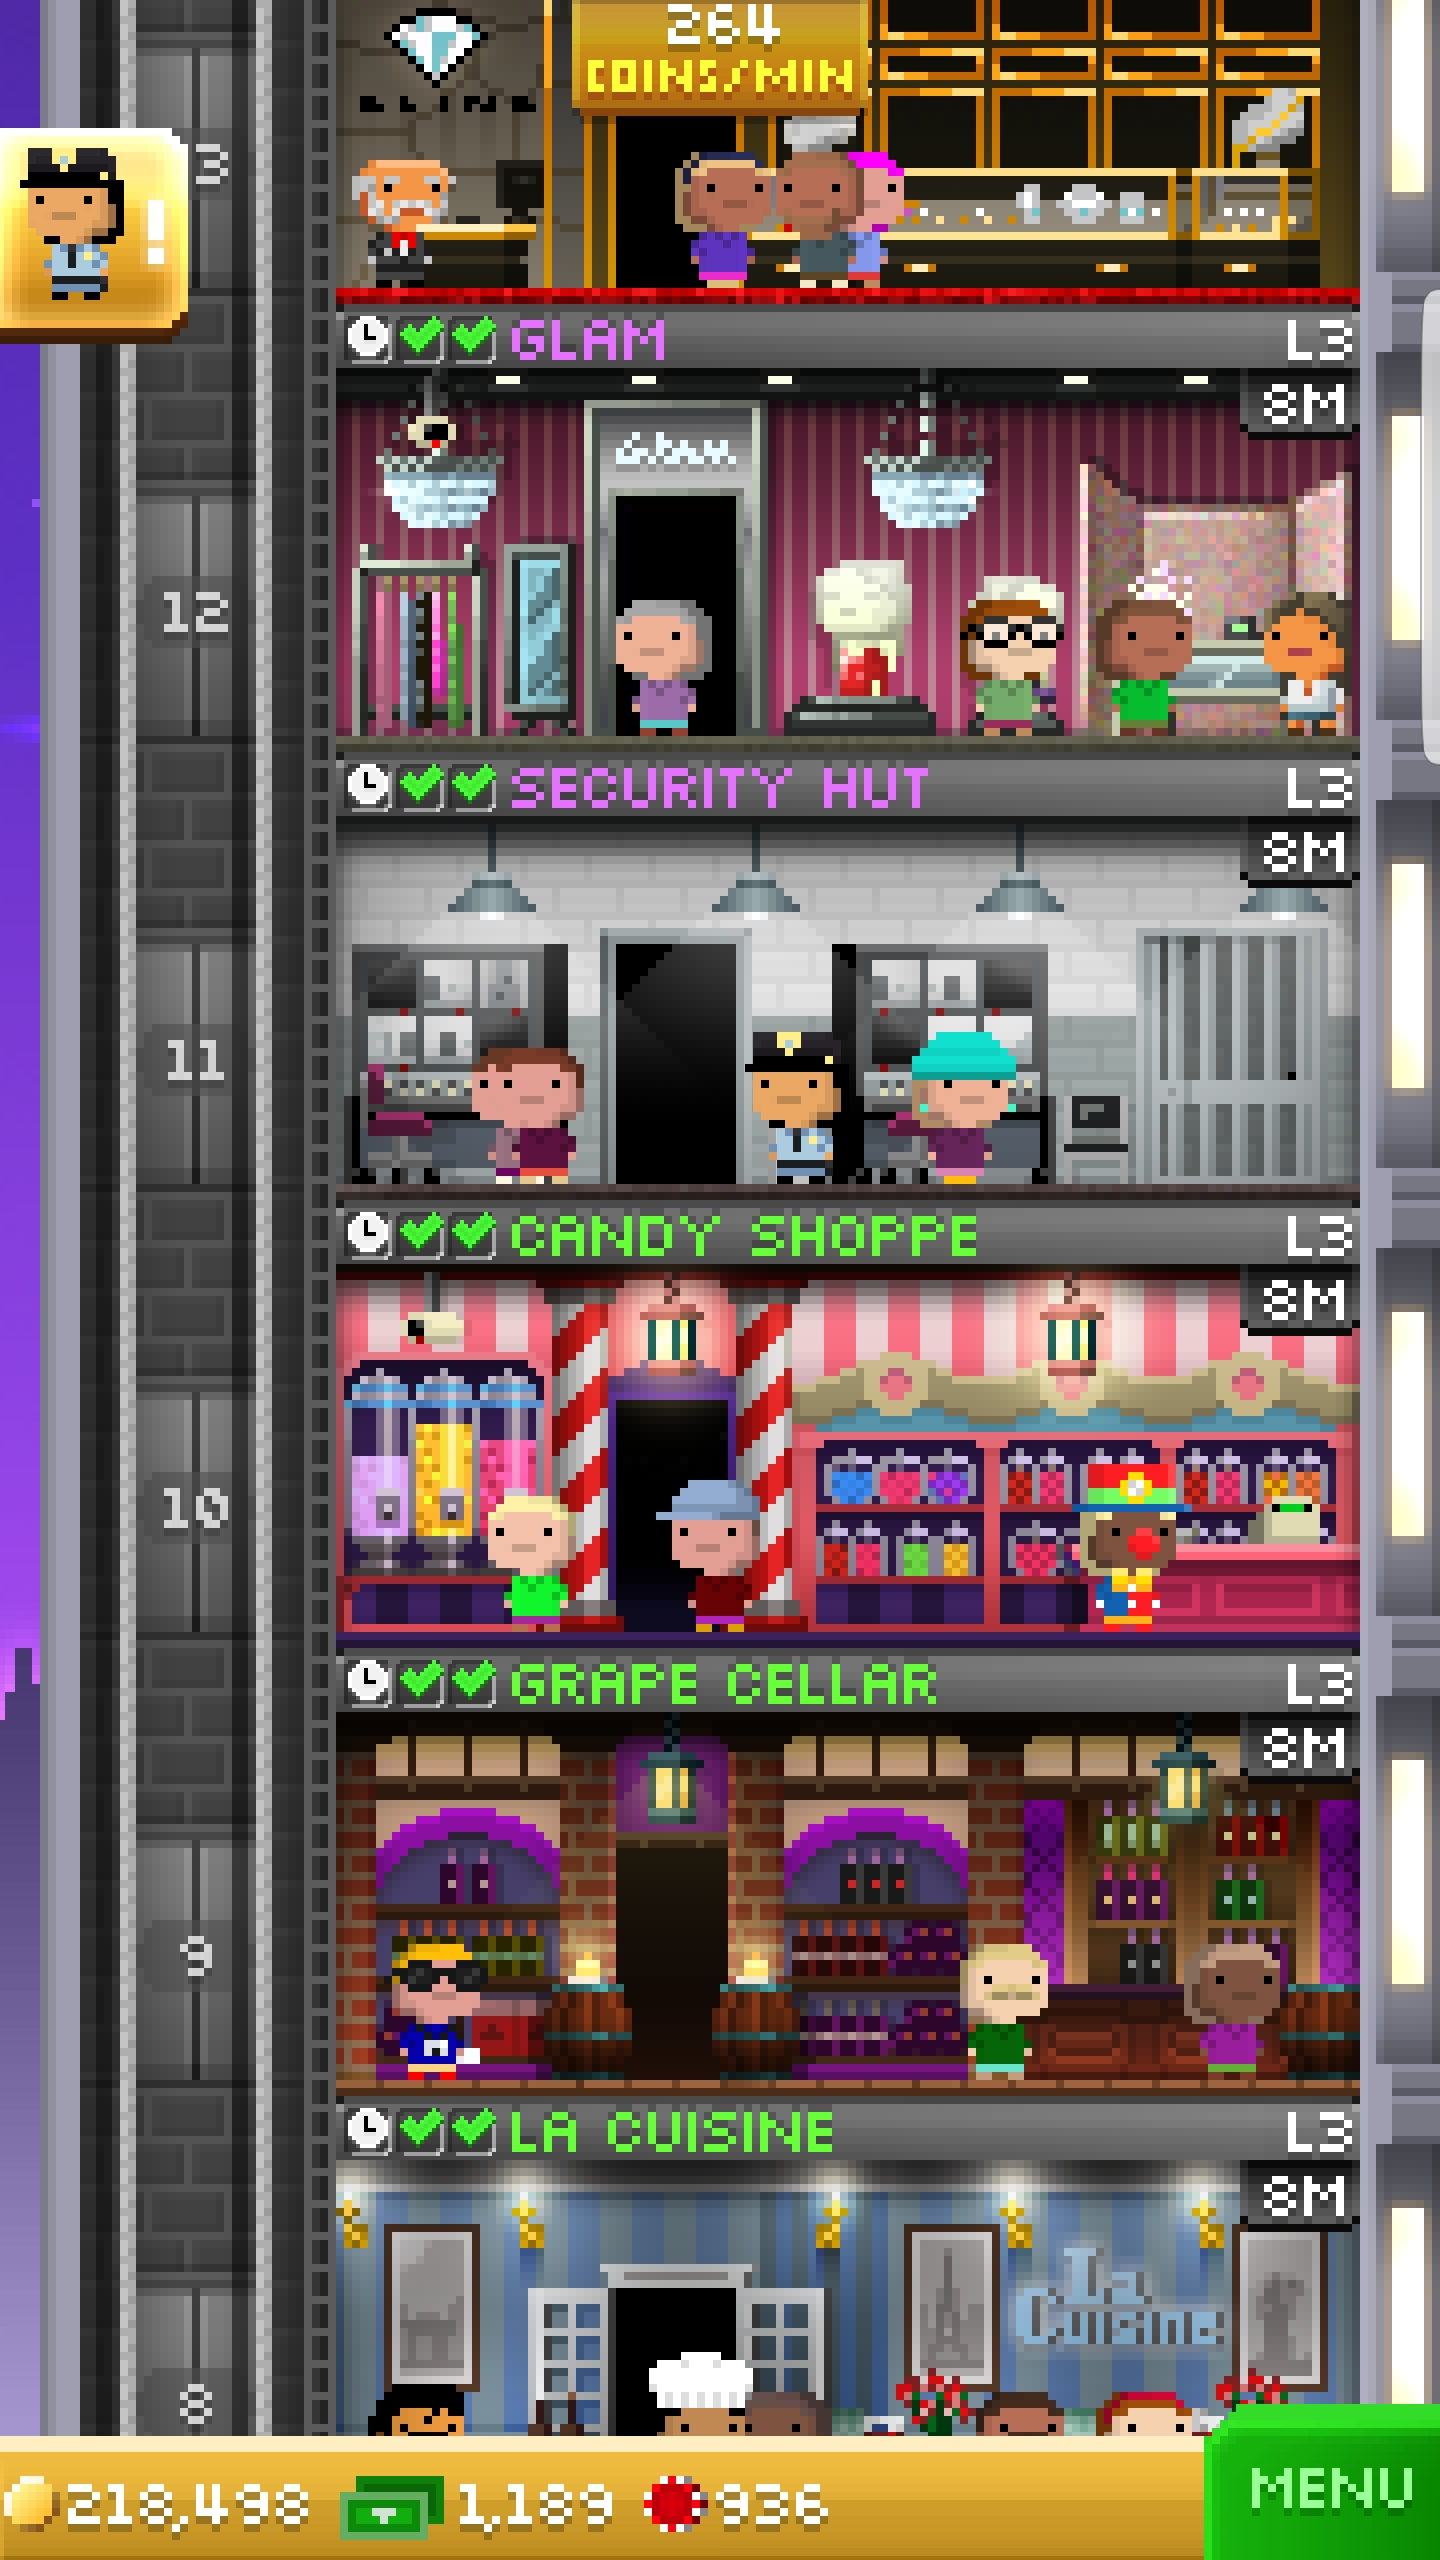 264
COINS/MIN
BLING
3
!
GLAM L3
8M
Glam
12
SECURITY HUT L3
8M
11
CANDY SHOPPE L3
8M
10
GRAPE CELLAR L3
8M
9
LA CUISINE L3
8M
La
Cuisine
8
218,498 1,189 936
MENU